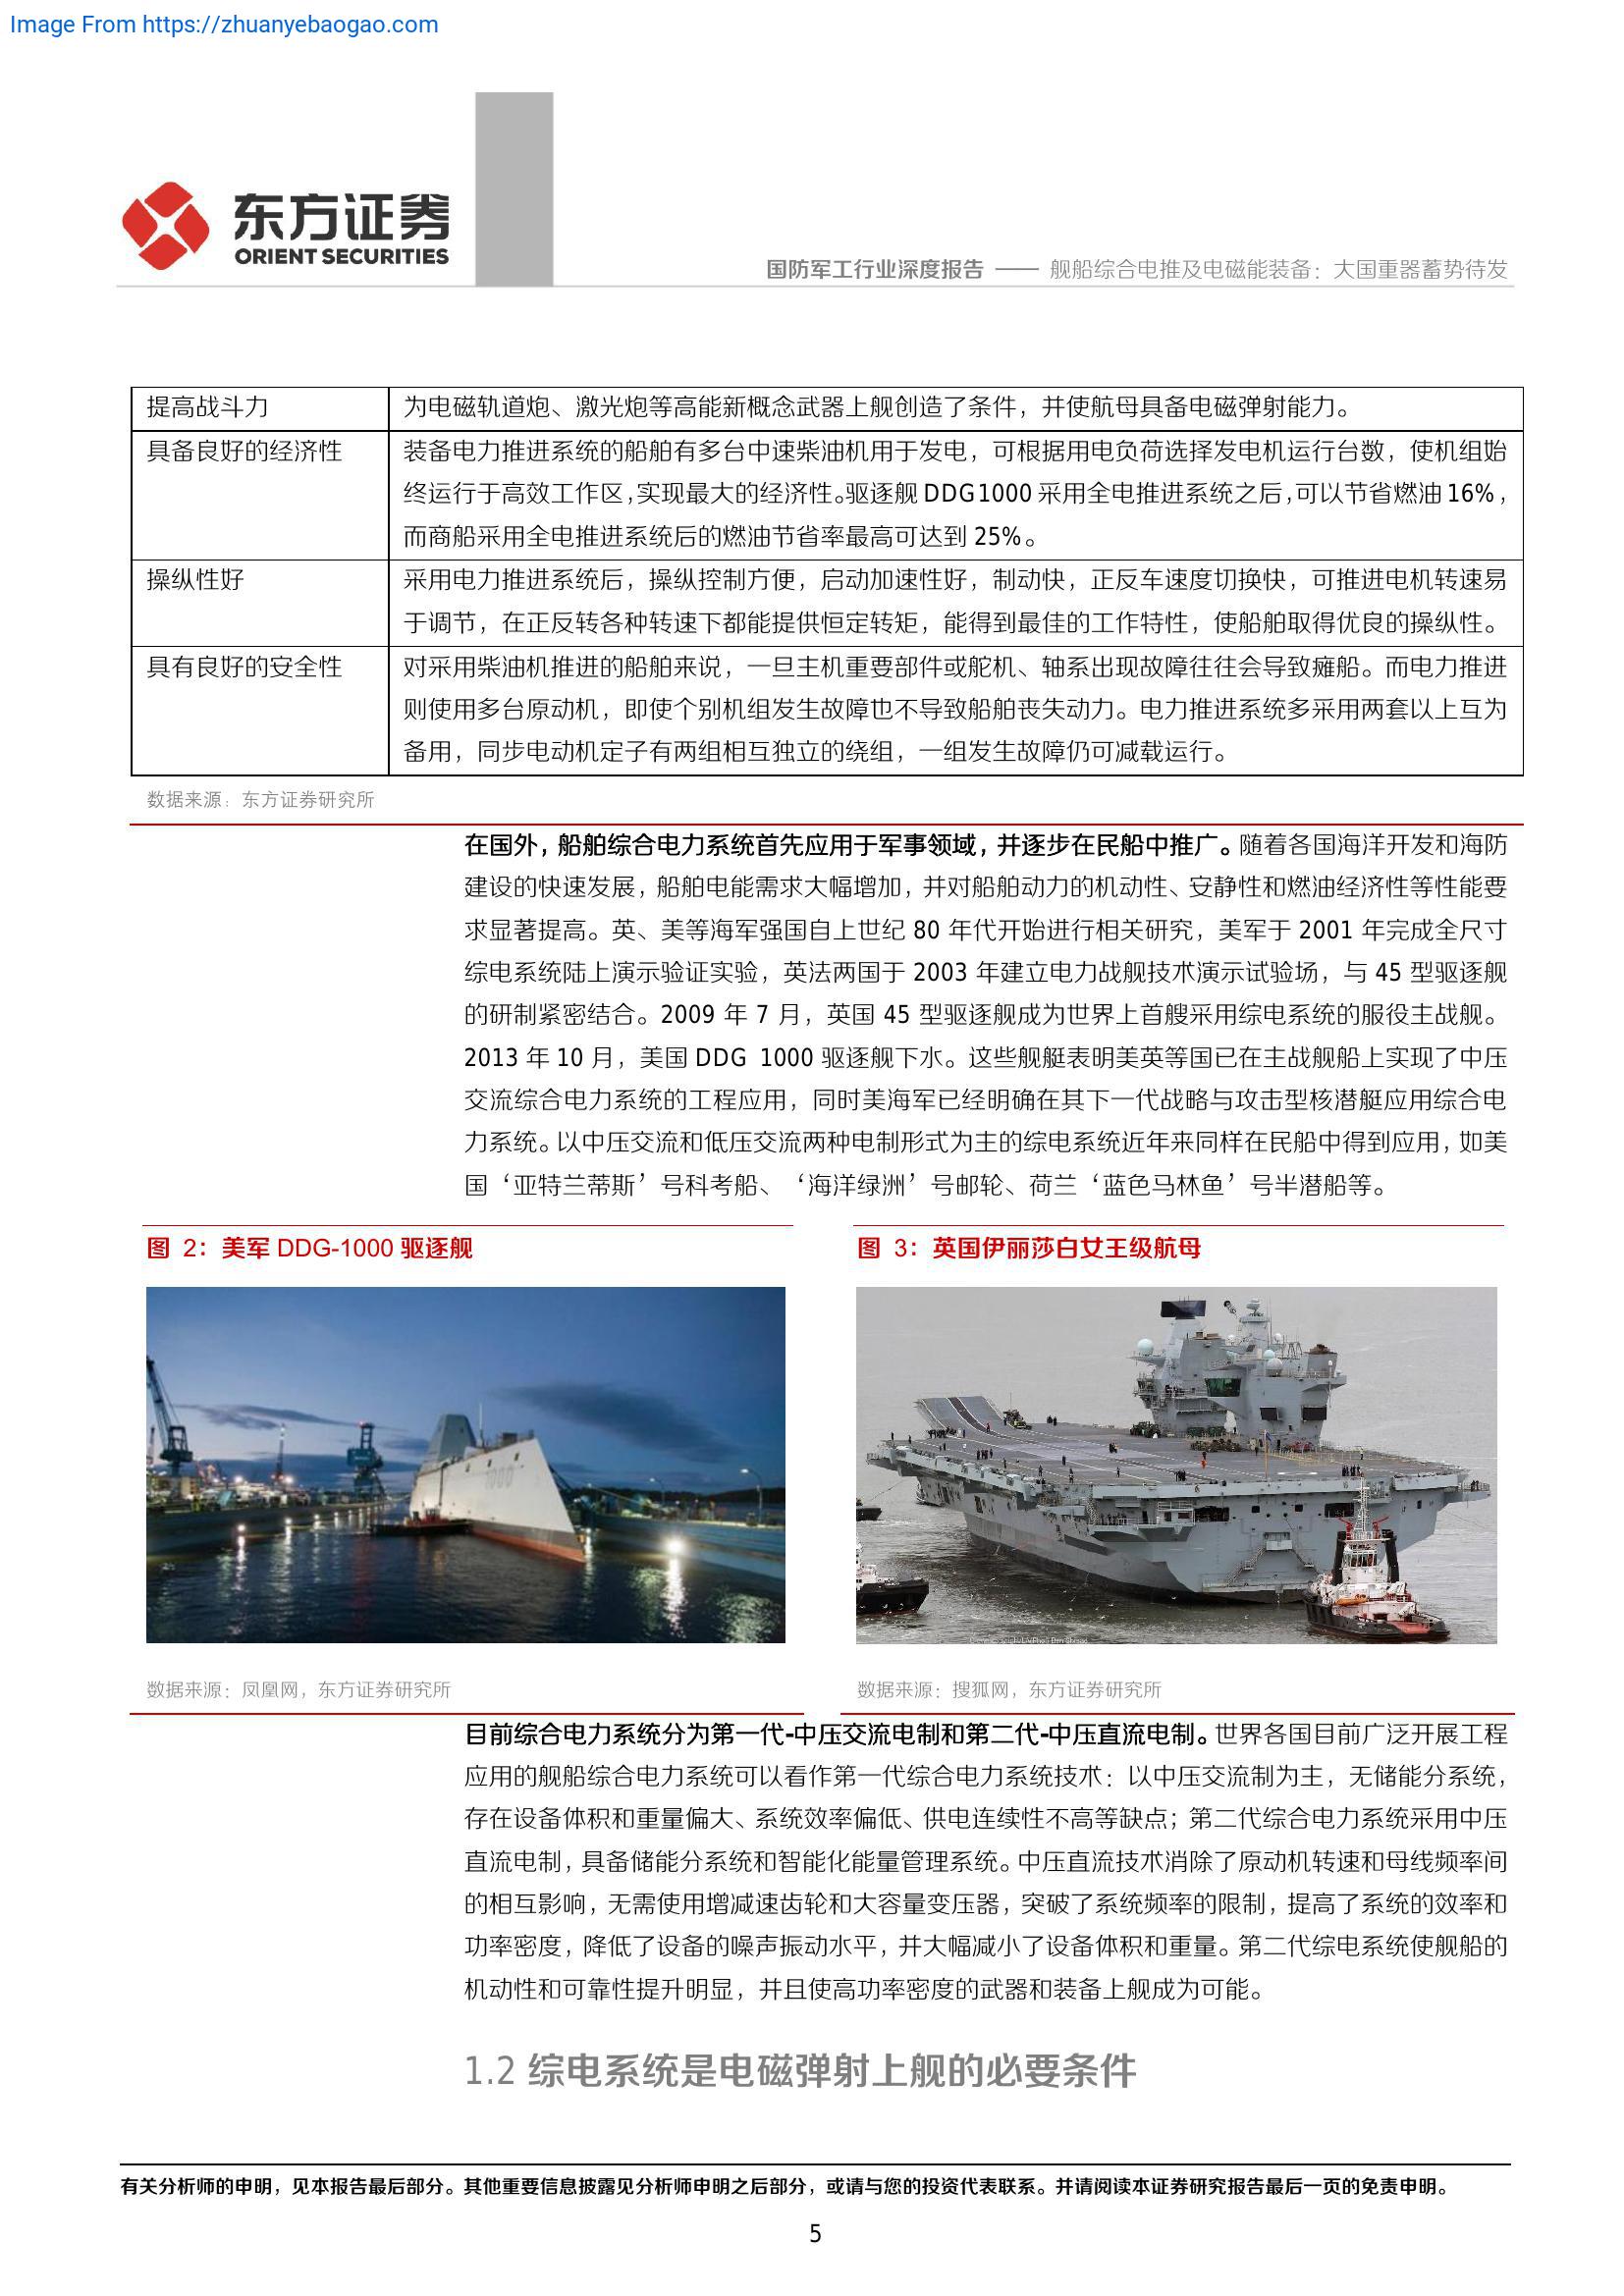 Image From https://zhuanyebaogao.com
东方证券
ORIENT SECURITIES
国防军工行业深度报告 —— 舰船综合电推及电磁能装备：大国重器蓄势待发
提高战斗力
为电磁轨道炮、激光炮等高能新概念武器上舰创造了条件，并使航母具备电磁弹射能力。
具备良好的经济性
装备电力推进系统的船舶有多台中速柴油机用于发电，可根据用电负荷选择发电机运行台数，使机组始
终运行于高效工作区，实现最大的经济性。驱逐舰 DDG1000 采用全电推进系统之后，可以节省燃油 16%，
而商船采用全电推进系统后的燃油节省率最高可达到 25%。
操纵性好
采用电力推进系统后，操纵控制方便，启动加速性好，制动快，正反车速度切换快，可推进电机转速易
于调节，在正反转各种转速下都能提供恒定转矩，能得到最佳的工作特性，使船舶取得优良的操纵性。
具有良好的安全性
对采用柴油机推进的船舶来说，一旦主机重要部件或舵机、轴系出现故障往往会导致瘫船。而电力推进
则使用多台原动机，即使个别机组发生故障也不导致船舶丧失动力。电力推进系统多采用两套以上互为
备用，同步电动机定子有两组相互独立的绕组，一组发生故障仍可减载运行。
数据来源：东方证券研究所
在国外，船舶综合电力系统首先应用于军事领域，并逐步在民船中推广。随着各国海洋开发和海防
建设的快速发展，船舶电能需求大幅增加，并对船舶动力的机动性、安静性和燃油经济性等性能要
求显著提高。英、美等海军强国自上世纪 80 年代开始进行相关研究，美军于 2001 年完成全尺寸
综电系统陆上演示验证实验，英法两国于 2003 年建立电力战舰技术演示试验场，与 45 型驱逐舰
的研制紧密结合。2009 年 7 月，英国 45 型驱逐舰成为世界上首艘采用综电系统的服役主战舰。
2013 年 10 月，美国 DDG 1000 驱逐舰下水。这些舰艇表明美英等国已在主战舰船上实现了中压
交流综合电力系统的工程应用，同时美海军已经明确在其下一代战略与攻击型核潜艇应用综合电
力系统。以中压交流和低压交流两种电制形式为主的综电系统近年来同样在民船中得到应用，如美
国‘亚特兰蒂斯’号科考船、‘海洋绿洲’号邮轮、荷兰‘蓝色马林鱼’号半潜船等。
图 2：美军 DDG-1000 驱逐舰
图 3：英国伊丽莎白女王级航母
数据来源：凤凰网，东方证券研究所
数据来源：搜狐网，东方证券研究所
目前综合电力系统分为第一代-中压交流电制和第二代-中压直流电制。世界各国目前广泛开展工程
应用的舰船综合电力系统可以看作第一代综合电力系统技术：以中压交流制为主，无储能分系统，
存在设备体积和重量偏大、系统效率偏低、供电连续性不高等缺点；第二代综合电力系统采用中压
直流电制，具备储能分系统和智能化能量管理系统。中压直流技术消除了原动机转速和母线频率间
的相互影响，无需使用增减速齿轮和大容量变压器，突破了系统频率的限制，提高了系统的效率和
功率密度，降低了设备的噪声振动水平，并大幅减小了设备体积和重量。第二代综电系统使舰船的
机动性和可靠性提升明显，并且使高功率密度的武器和装备上舰成为可能。
1.2 综电系统是电磁弹射上舰的必要条件
有关分析师的申明，见本报告最后部分。其他重要信息披露见分析师申明之后部分，或请与您的投资代表联系。并请阅读本证券研究报告最后一页的免责申明。
5